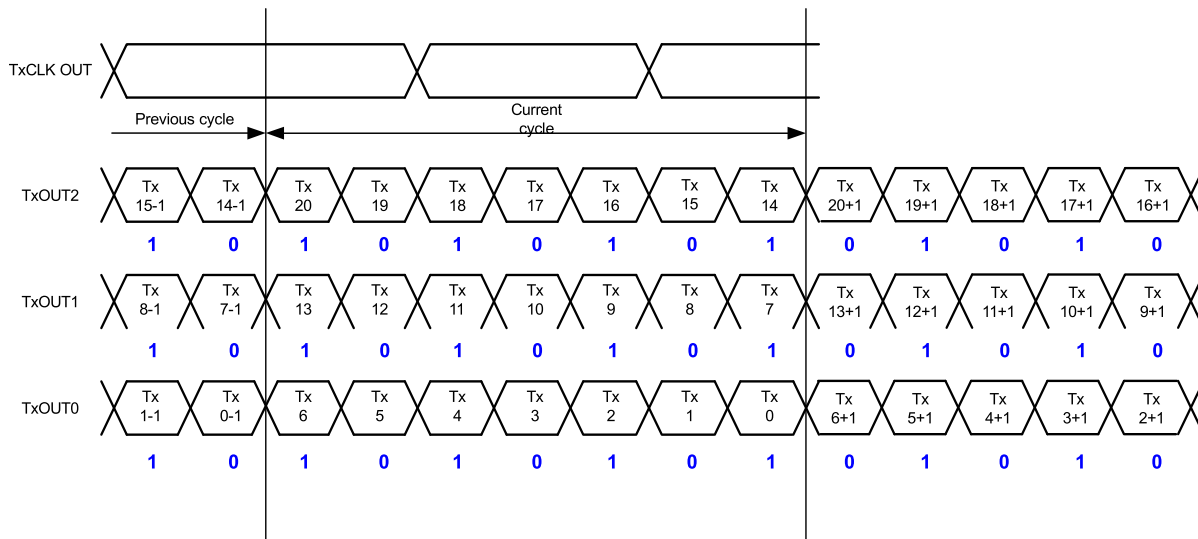 TxCLK OUT
Previous cycle
Current
cycle
TxOUT2
Tx Tx Tx Tx Tx Tx Tx Tx Tx Tx Tx Tx Tx Tx
15-1 14-1 20 19 18 17 16 15 14 20+1 19+1 18+1 17+1 16+1
1 0 1 0 1 0 1 0 1 0 1 0 1 0
TxOUT1
Tx Tx Tx Tx Tx Tx Tx Tx Tx Tx Tx Tx Tx Tx
8-1 7-1 13 12 11 10 9 8 7 13+1 12+1 11+1 10+1 9+1
1 0 1 0 1 0 1 0 1 0 1 0 1 0
TxOUT0
Tx Tx Tx Tx Tx Tx Tx Tx Tx Tx Tx Tx Tx Tx
1-1 0-1 6 5 4 3 2 1 0 6+1 5+1 4+1 3+1 2+1
1 0 1 0 1 0 1 0 1 0 1 0 1 0